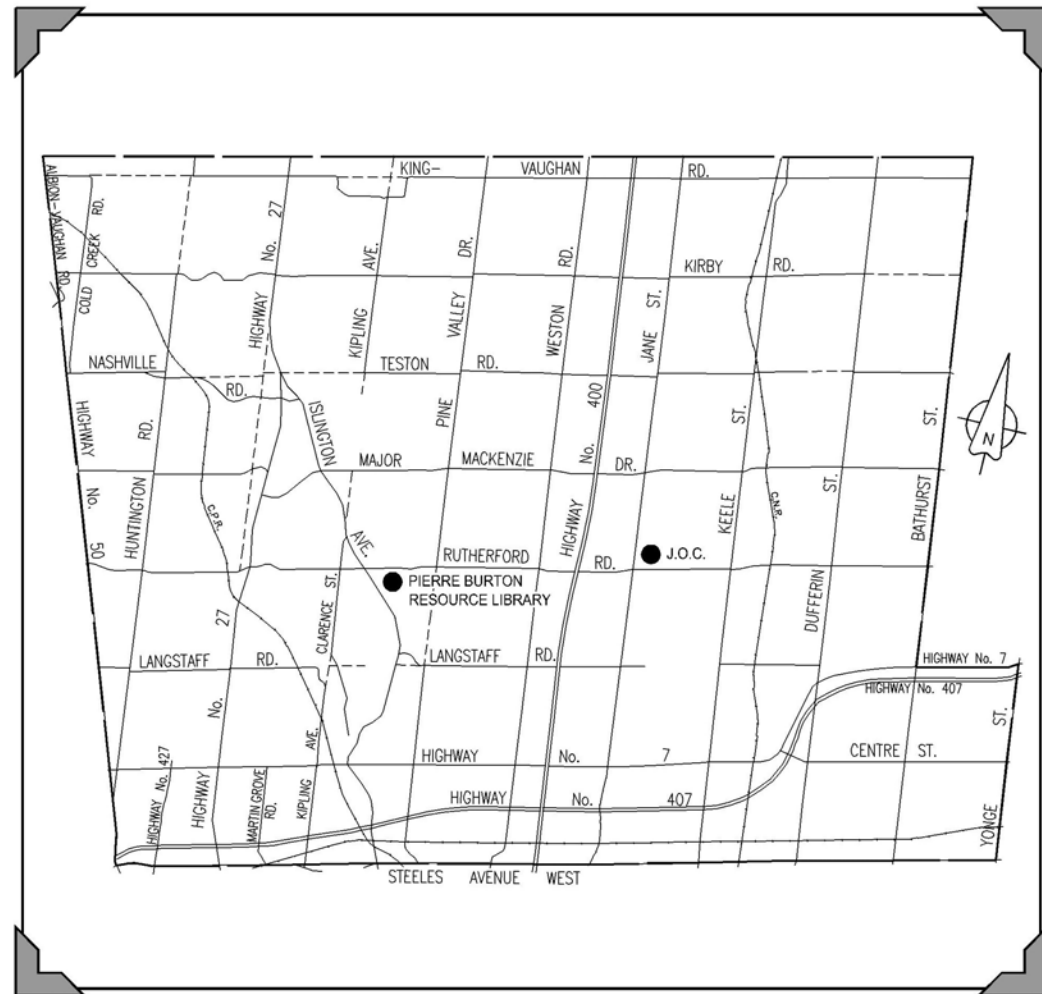 KING- VAUGHAN RD.
ALBION-VAUGHAN RD
COLD CREEK RD.
HIGHWAY No. 27
KIPLING AVE.
PINE VALLEY DR.
WESTON RD.
JANE ST.
KIRBY RD.
NASHVILLE RD.
TESTON RD.
HIGHWAY No. 50
HUNTINGTON RD.
ISLINGTON AVE.
HIGHWAY No. 400
KEELE ST.
C.N.R.
DUFFERIN ST.
BATHURST ST.
N
MAJOR MACKENZIE DR.
C.P.R.
RUTHERFORD RD.
J.O.C.
PIERRE BURTON
RESOURCE LIBRARY
CLARENCE ST.
LANGSTAFF RD.
LANGSTAFF RD.
HIGHWAY No. 27
HIGHWAY No. 7
HIGHWAY No. 407
HIGHWAY No. 7
CENTRE ST.
HIGHWAY No. 427
MARTIN GROVE
RD.
KIPLING AVE.
HIGHWAY No. 407
YONGE ST.
STEELES AVENUE WEST